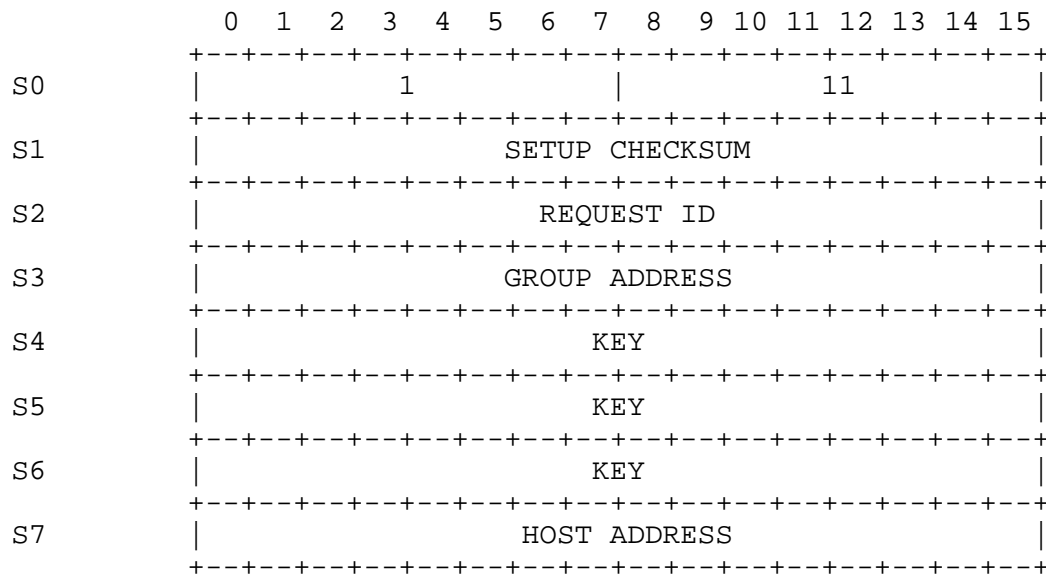 0 1 2 3 4 5 6 7 8 9 10 11 12 13 14 15
+--+--+--+--+--+--+--+--+--+--+--+--+--+--+--+--+
S0 | 1 | 11 |
+--+--+--+--+--+--+--+--+--+--+--+--+--+--+--+--+
S1 | SETUP CHECKSUM |
+--+--+--+--+--+--+--+--+--+--+--+--+--+--+--+--+
S2 | REQUEST ID |
+--+--+--+--+--+--+--+--+--+--+--+--+--+--+--+--+
S3 | GROUP ADDRESS |
+--+--+--+--+--+--+--+--+--+--+--+--+--+--+--+--+
S4 | KEY |
+--+--+--+--+--+--+--+--+--+--+--+--+--+--+--+--+
S5 | KEY |
+--+--+--+--+--+--+--+--+--+--+--+--+--+--+--+--+
S6 | KEY |
+--+--+--+--+--+--+--+--+--+--+--+--+--+--+--+--+
S7 | HOST ADDRESS |
+--+--+--+--+--+--+--+--+--+--+--+--+--+--+--+--+